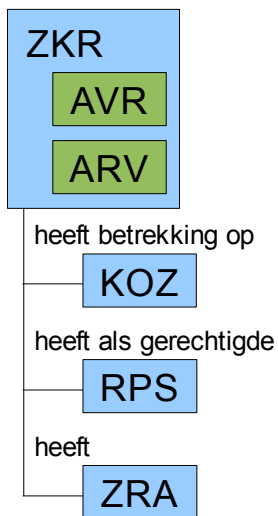 ZKR
AVR
ARV
heeft betrekking op
KOZ
heeft als gerechtigde
RPS
heeft
ZRA